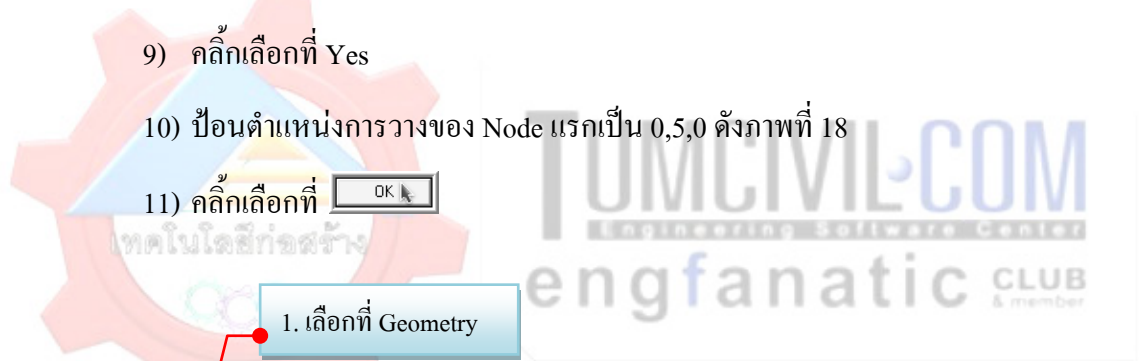 9) คลิ้กเลือกที่ Yes
10) ป้อนตำแหน่งการวางของ Node แรกเป็น 0,5,0 ดังภาพที่ 18
11) คลิ้กเลือกที่ OK
TUMCIVIL.COM
Engineering Software Center
เทคโนโลยีก่อสร้าง
engfanatic CLUB
& member
1. เลือกที่ Geometry